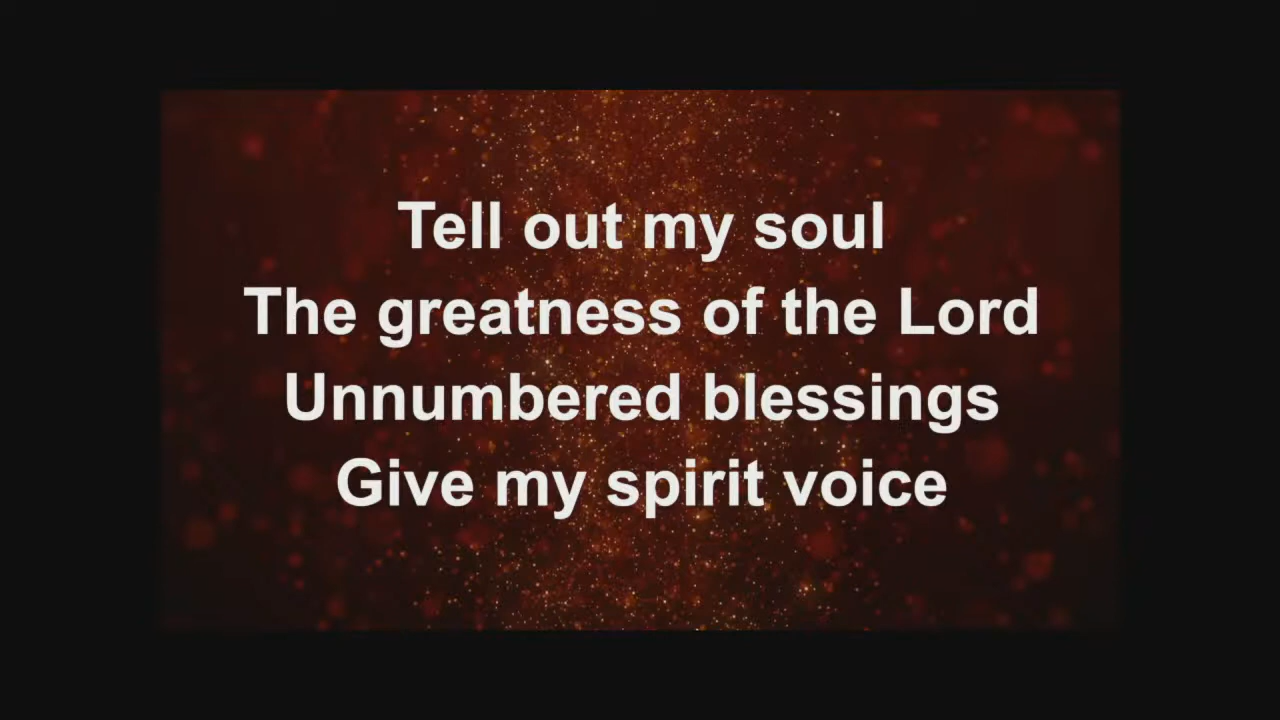 Tell out my soul
The greatness of the Lord
Unnumbered blessings
Give my spirit voice